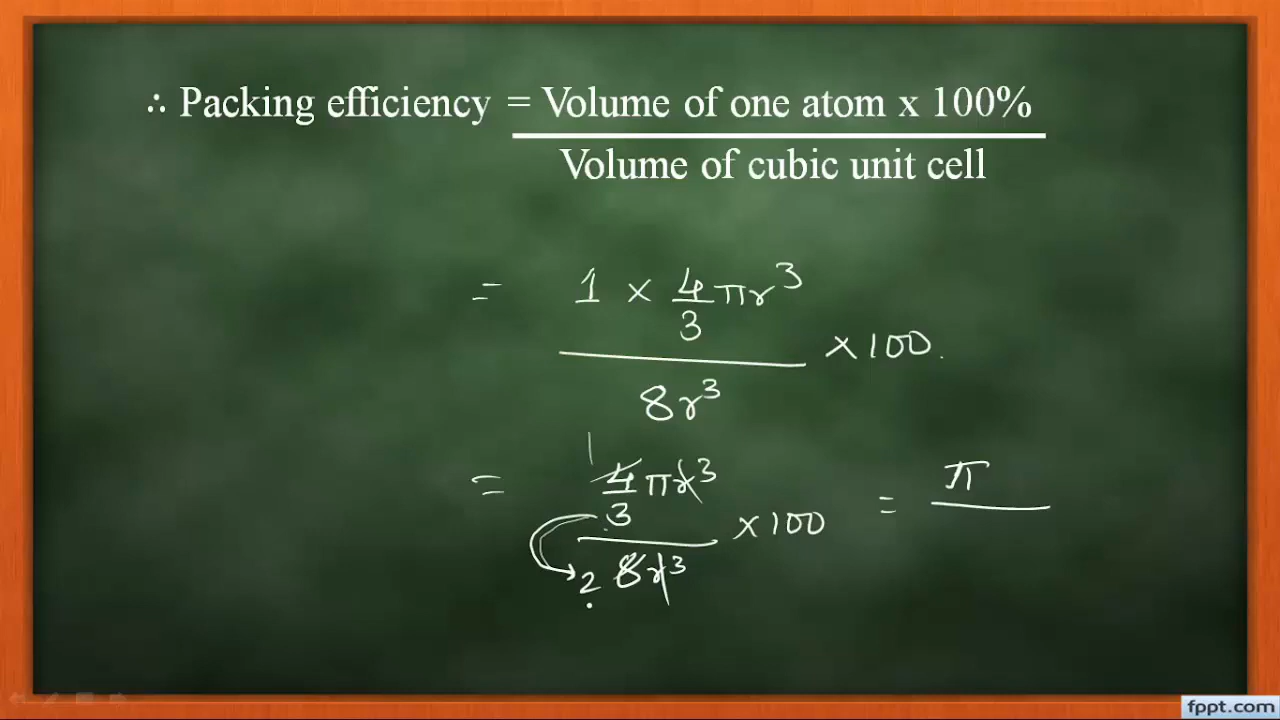 ∴ Packing efficiency = Volume of one atom x 100%
Volume of cubic unit cell
= 1 × 4/3 πr³
8r³
× 100.
= 1 4/3 πr³
2 8r³
× 100
= π
fppt.com